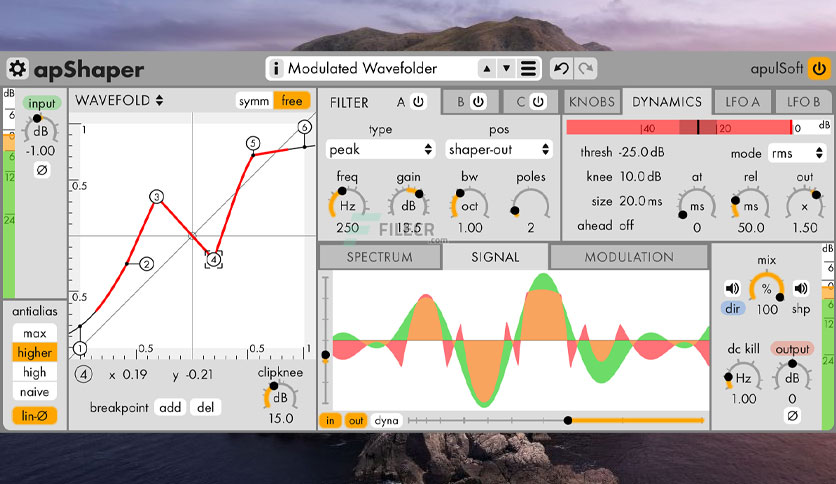 apShaper
i Modulated Wavefolder
apulSoft
dB
6
0
6
12
24
input
dB
-1.00
Ø
antialias
max
higher
high
naive
lin-Ø
WAVEFOLD
symm free
1
0.5
0
0.5
0.5
0.5
1
1
2
3
4
5
6
4 x 0.19 y -0.21
breakpoint add del
clipknee
dB
15.0
FILTER A B C
type pos
peak shaper-out
freq gain bw poles
Hz dB oct
250 13.5 1.00 2
FILECR
.com
KNOBS DYNAMICS LFO A LFO B
40 20 0 dB
thresh -25.0 dB
mode rms
knee 10.0 dB
size 20.0 ms
ahead off
at rel out
ms ms x
0 50.0 1.50
SPECTRUM SIGNAL MODULATION
in out dyna
mix
%
100
dir shp
dc kill output
Hz dB
1.00 0
Ø
dB
6
0
6
12
24